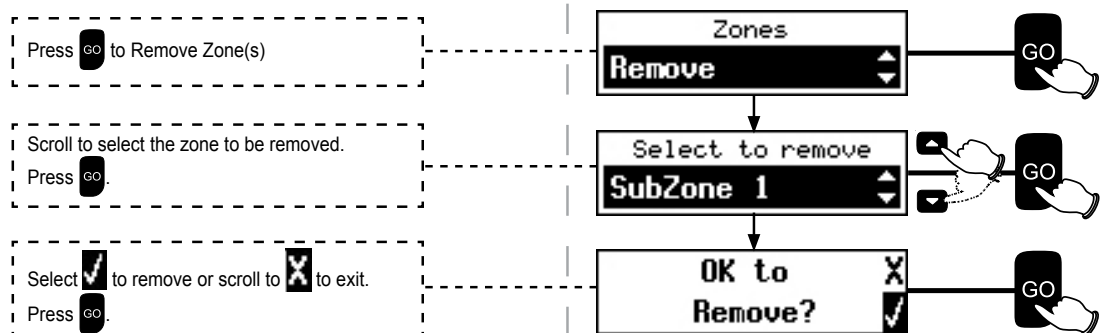 Press GO to Remove Zone(s)
Zones
Remove
GO
Scroll to select the zone to be removed.
Press GO.
Select to remove
SubZone 1
GO
Select ✓ to remove or scroll to X to exit.
Press GO.
OK to X
Remove? ✓
GO